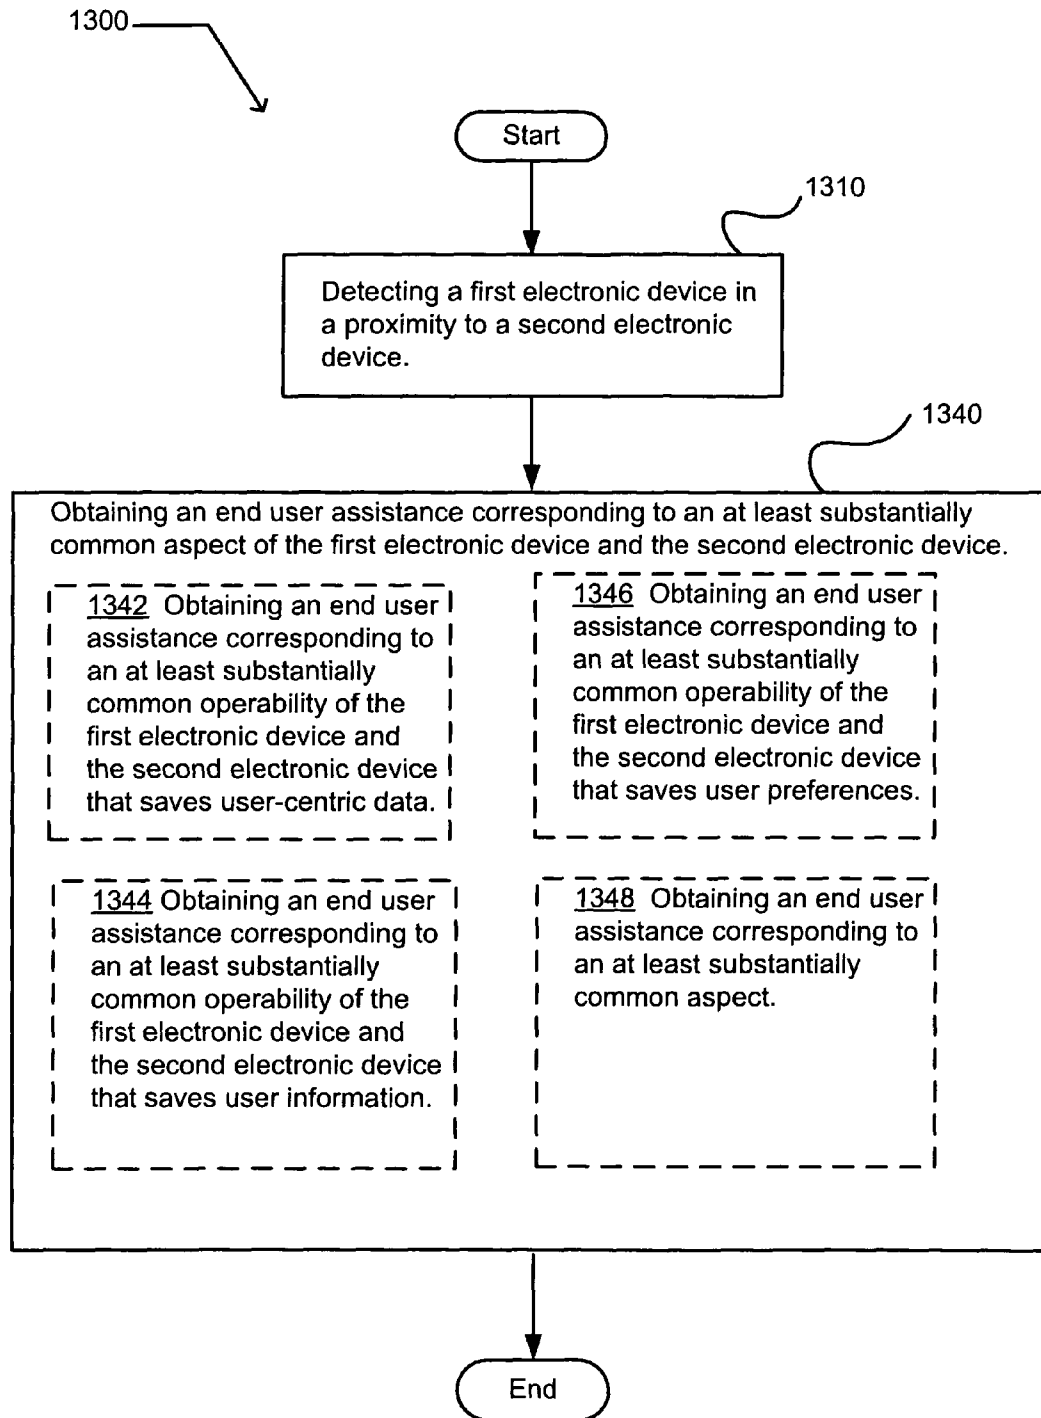 1300
Start
1310
Detecting a first electronic device in
a proximity to a second electronic
device.
1340
Obtaining an end user assistance corresponding to an at least substantially
common aspect of the first electronic device and the second electronic device.
1342 Obtaining an end user
assistance corresponding to
an at least substantially
common operability of the
first electronic device and
the second electronic device
that saves user-centric data.
1346 Obtaining an end user
assistance corresponding to
an at least substantially
common operability of the
first electronic device and
the second electronic device
that saves user preferences.
1344 Obtaining an end user
assistance corresponding to
an at least substantially
common operability of the
first electronic device and
the second electronic device
that saves user information.
1348 Obtaining an end user
assistance corresponding to
an at least substantially
common aspect.
End